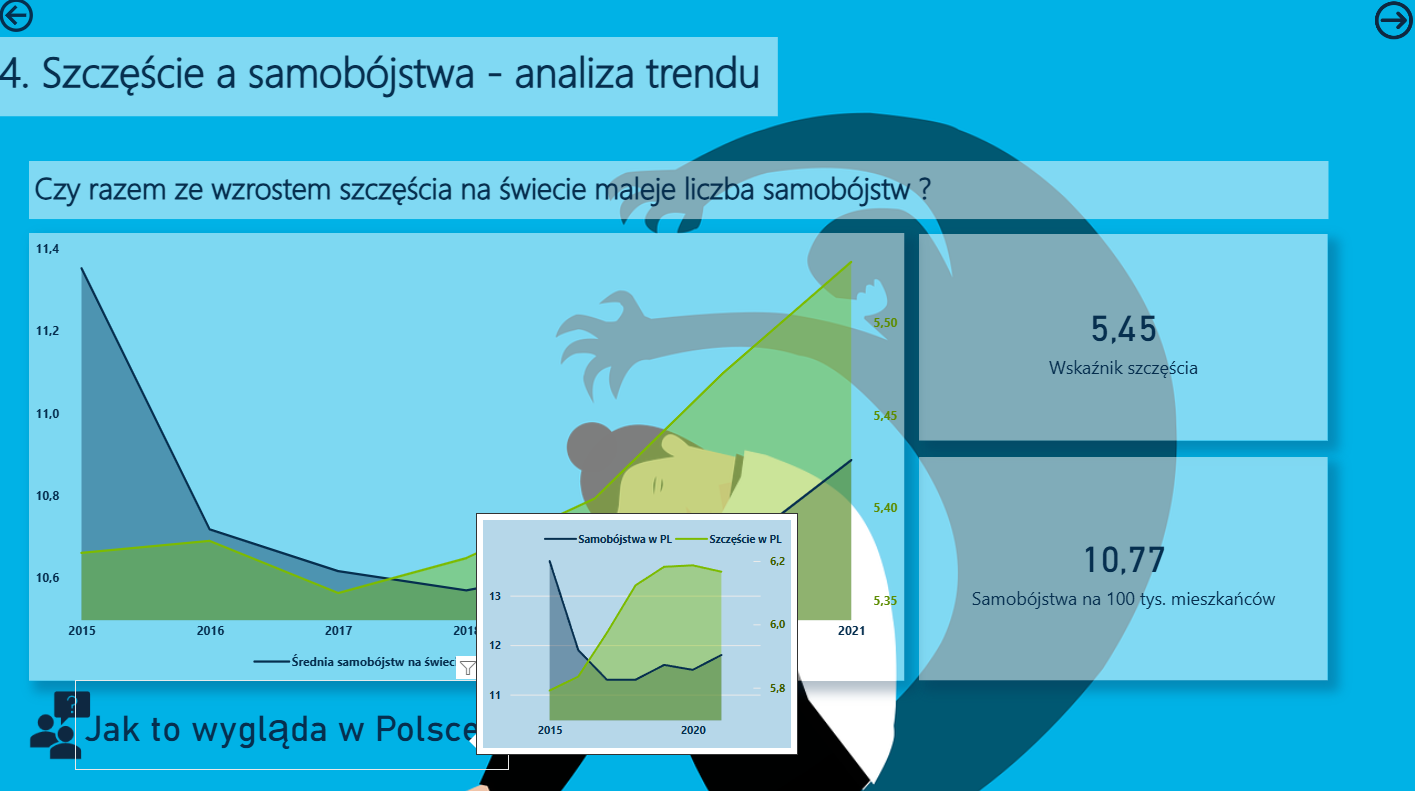 4. Szczęście a samobójstwa - analiza trendu
Czy razem ze wzrostem szczęścia na świecie maleje liczba samobójstw ?
11,4
11,2
11,0
10,8
10,6
5,50
5,45
5,40
5,35
2015 2016 2017 2018 2021
Średnia samobójstw na świec
5,45
Wskaźnik szczęścia
10,77
Samobójstwa na 100 tys. mieszkańców
Samobójstwa w PL Szczęście w PL
13
12
11
6,2
6,0
5,8
2015 2020
?
Jak to wygląda w Polsce